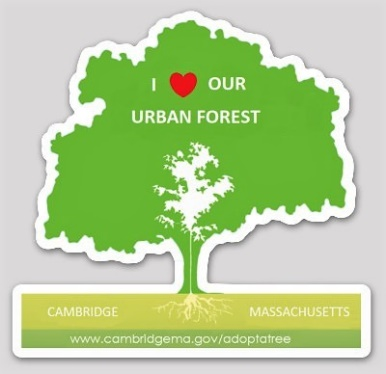 I ❤ OUR
URBAN FOREST
CAMBRIDGE MASSACHUSETTS
www.cambridgema.gov/adoptatree